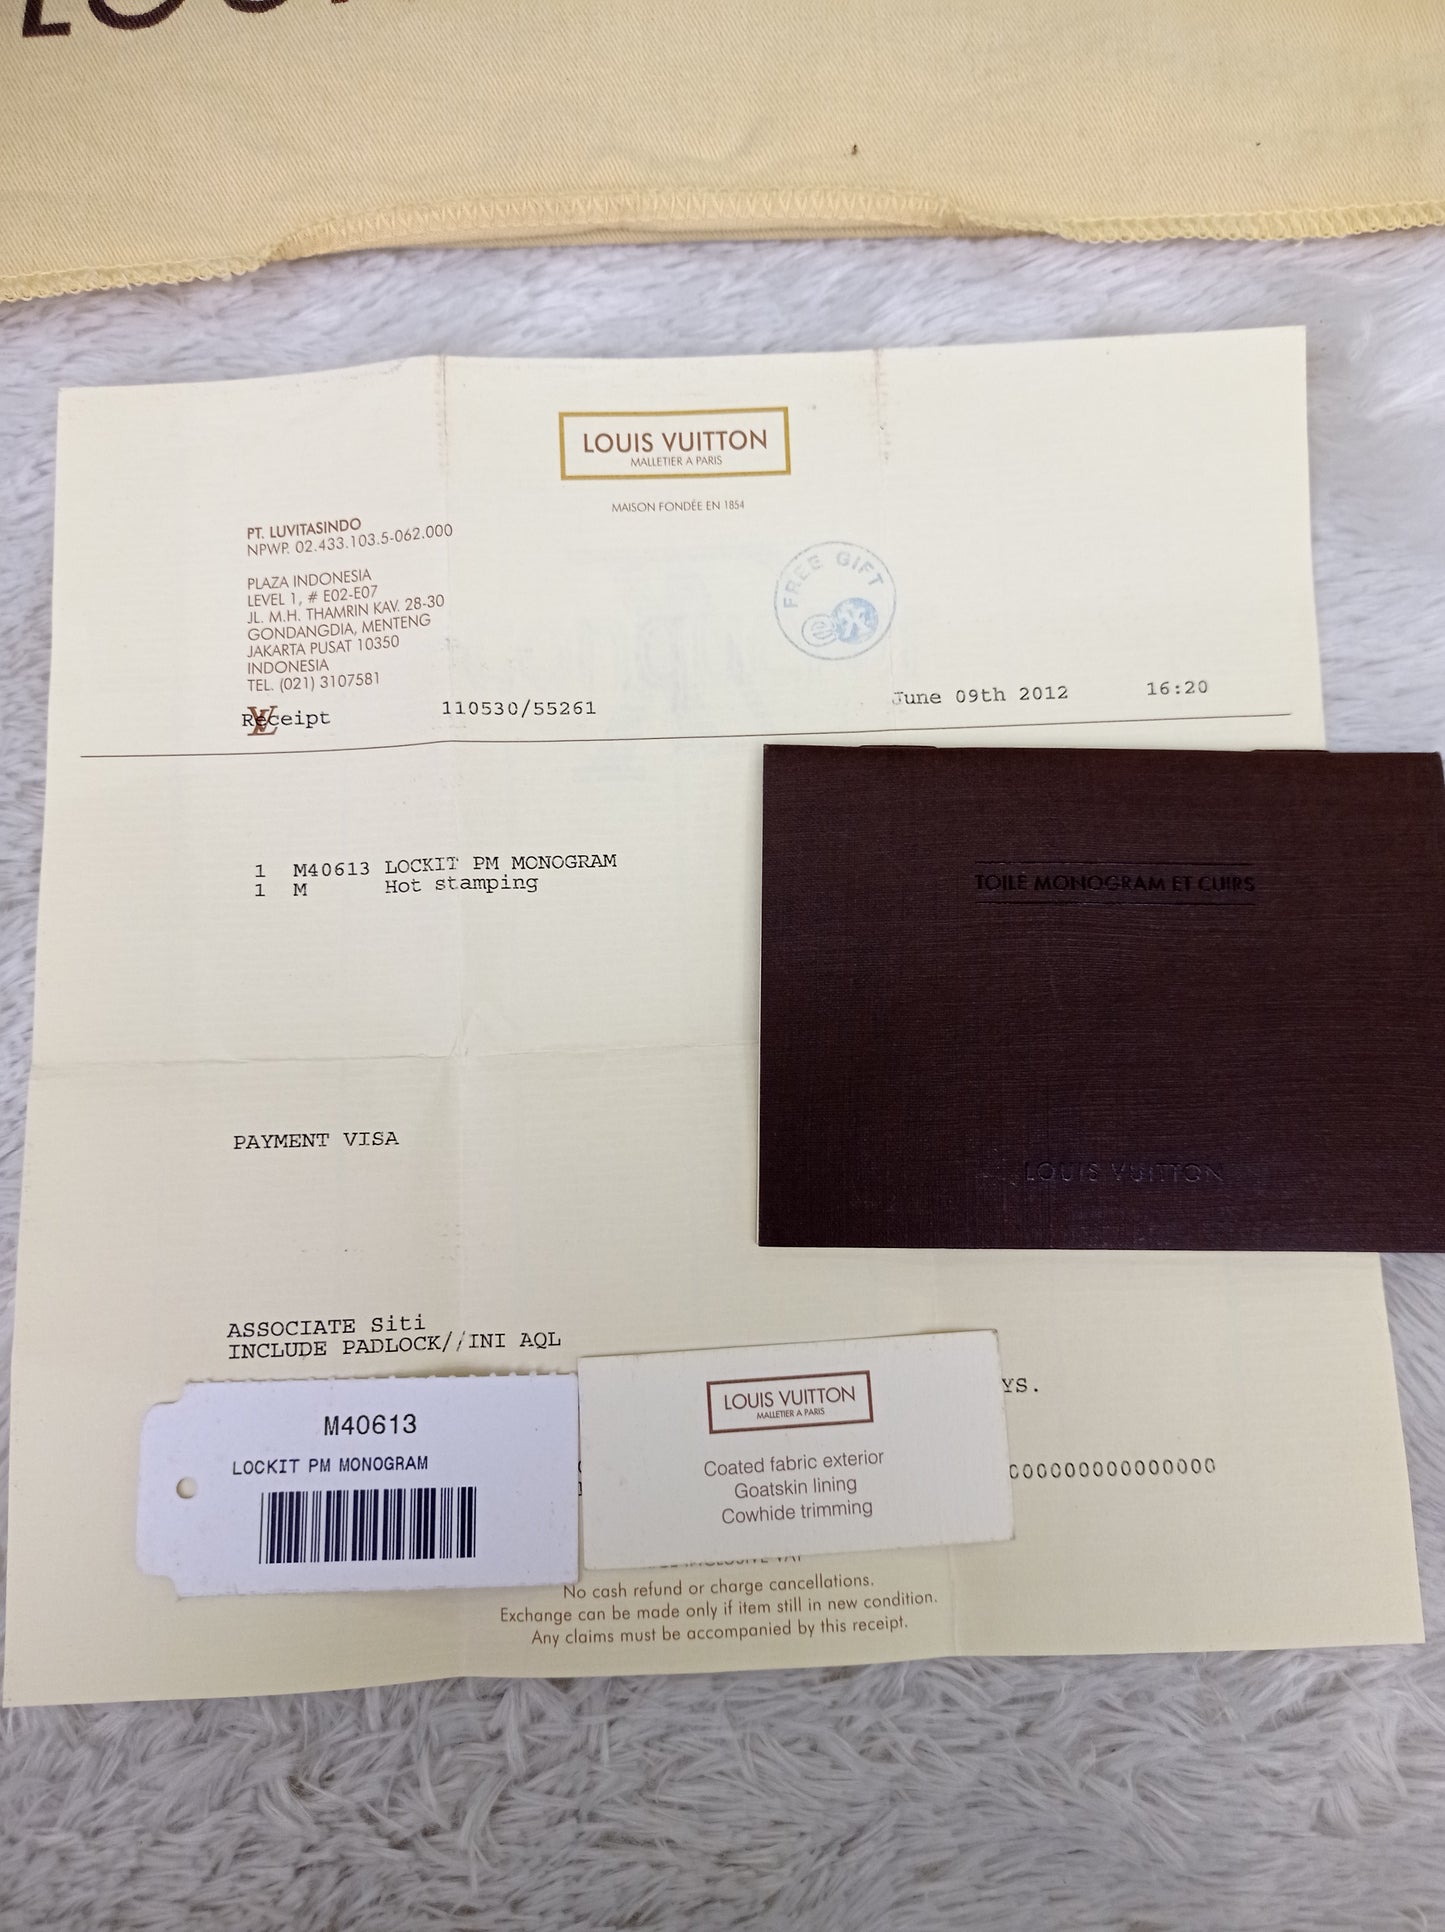 LOUIS VUITTON
MALLETIER A PARIS
MAISON FONDÉE EN 1854
PT. LUVITASINDO
NPWP. 02.433.103.5-062.000
FREE GIFT
PLAZA INDONESIA
LEVEL 1, # E02-E07
JL. M.H. THAMRIN KAV. 28-30
GONDANGDIA, MENTENG
JAKARTA PUSAT 10350
INDONESIA
TEL. (021) 3107581
Receipt 110530/55261 June 09th 2012 16:20
1 M40613 LOCKIT PM MONOGRAM
1 M Hot stamping
TOILE MONOGRAM ET CUIRS
LOUIS VUITTON
PAYMENT VISA
ASSOCIATE Siti
INCLUDE PADLOCK//INI AQL
YS.
M40613
LOCKIT PM MONOGRAM
LOUIS VUITTON
MALLETIER A PARIS
Coated fabric exterior
Goatskin lining
Cowhide trimming
No cash refund or charge cancellations.
Exchange can be made only if item still in new condition.
Any claims must be accompanied by this receipt.